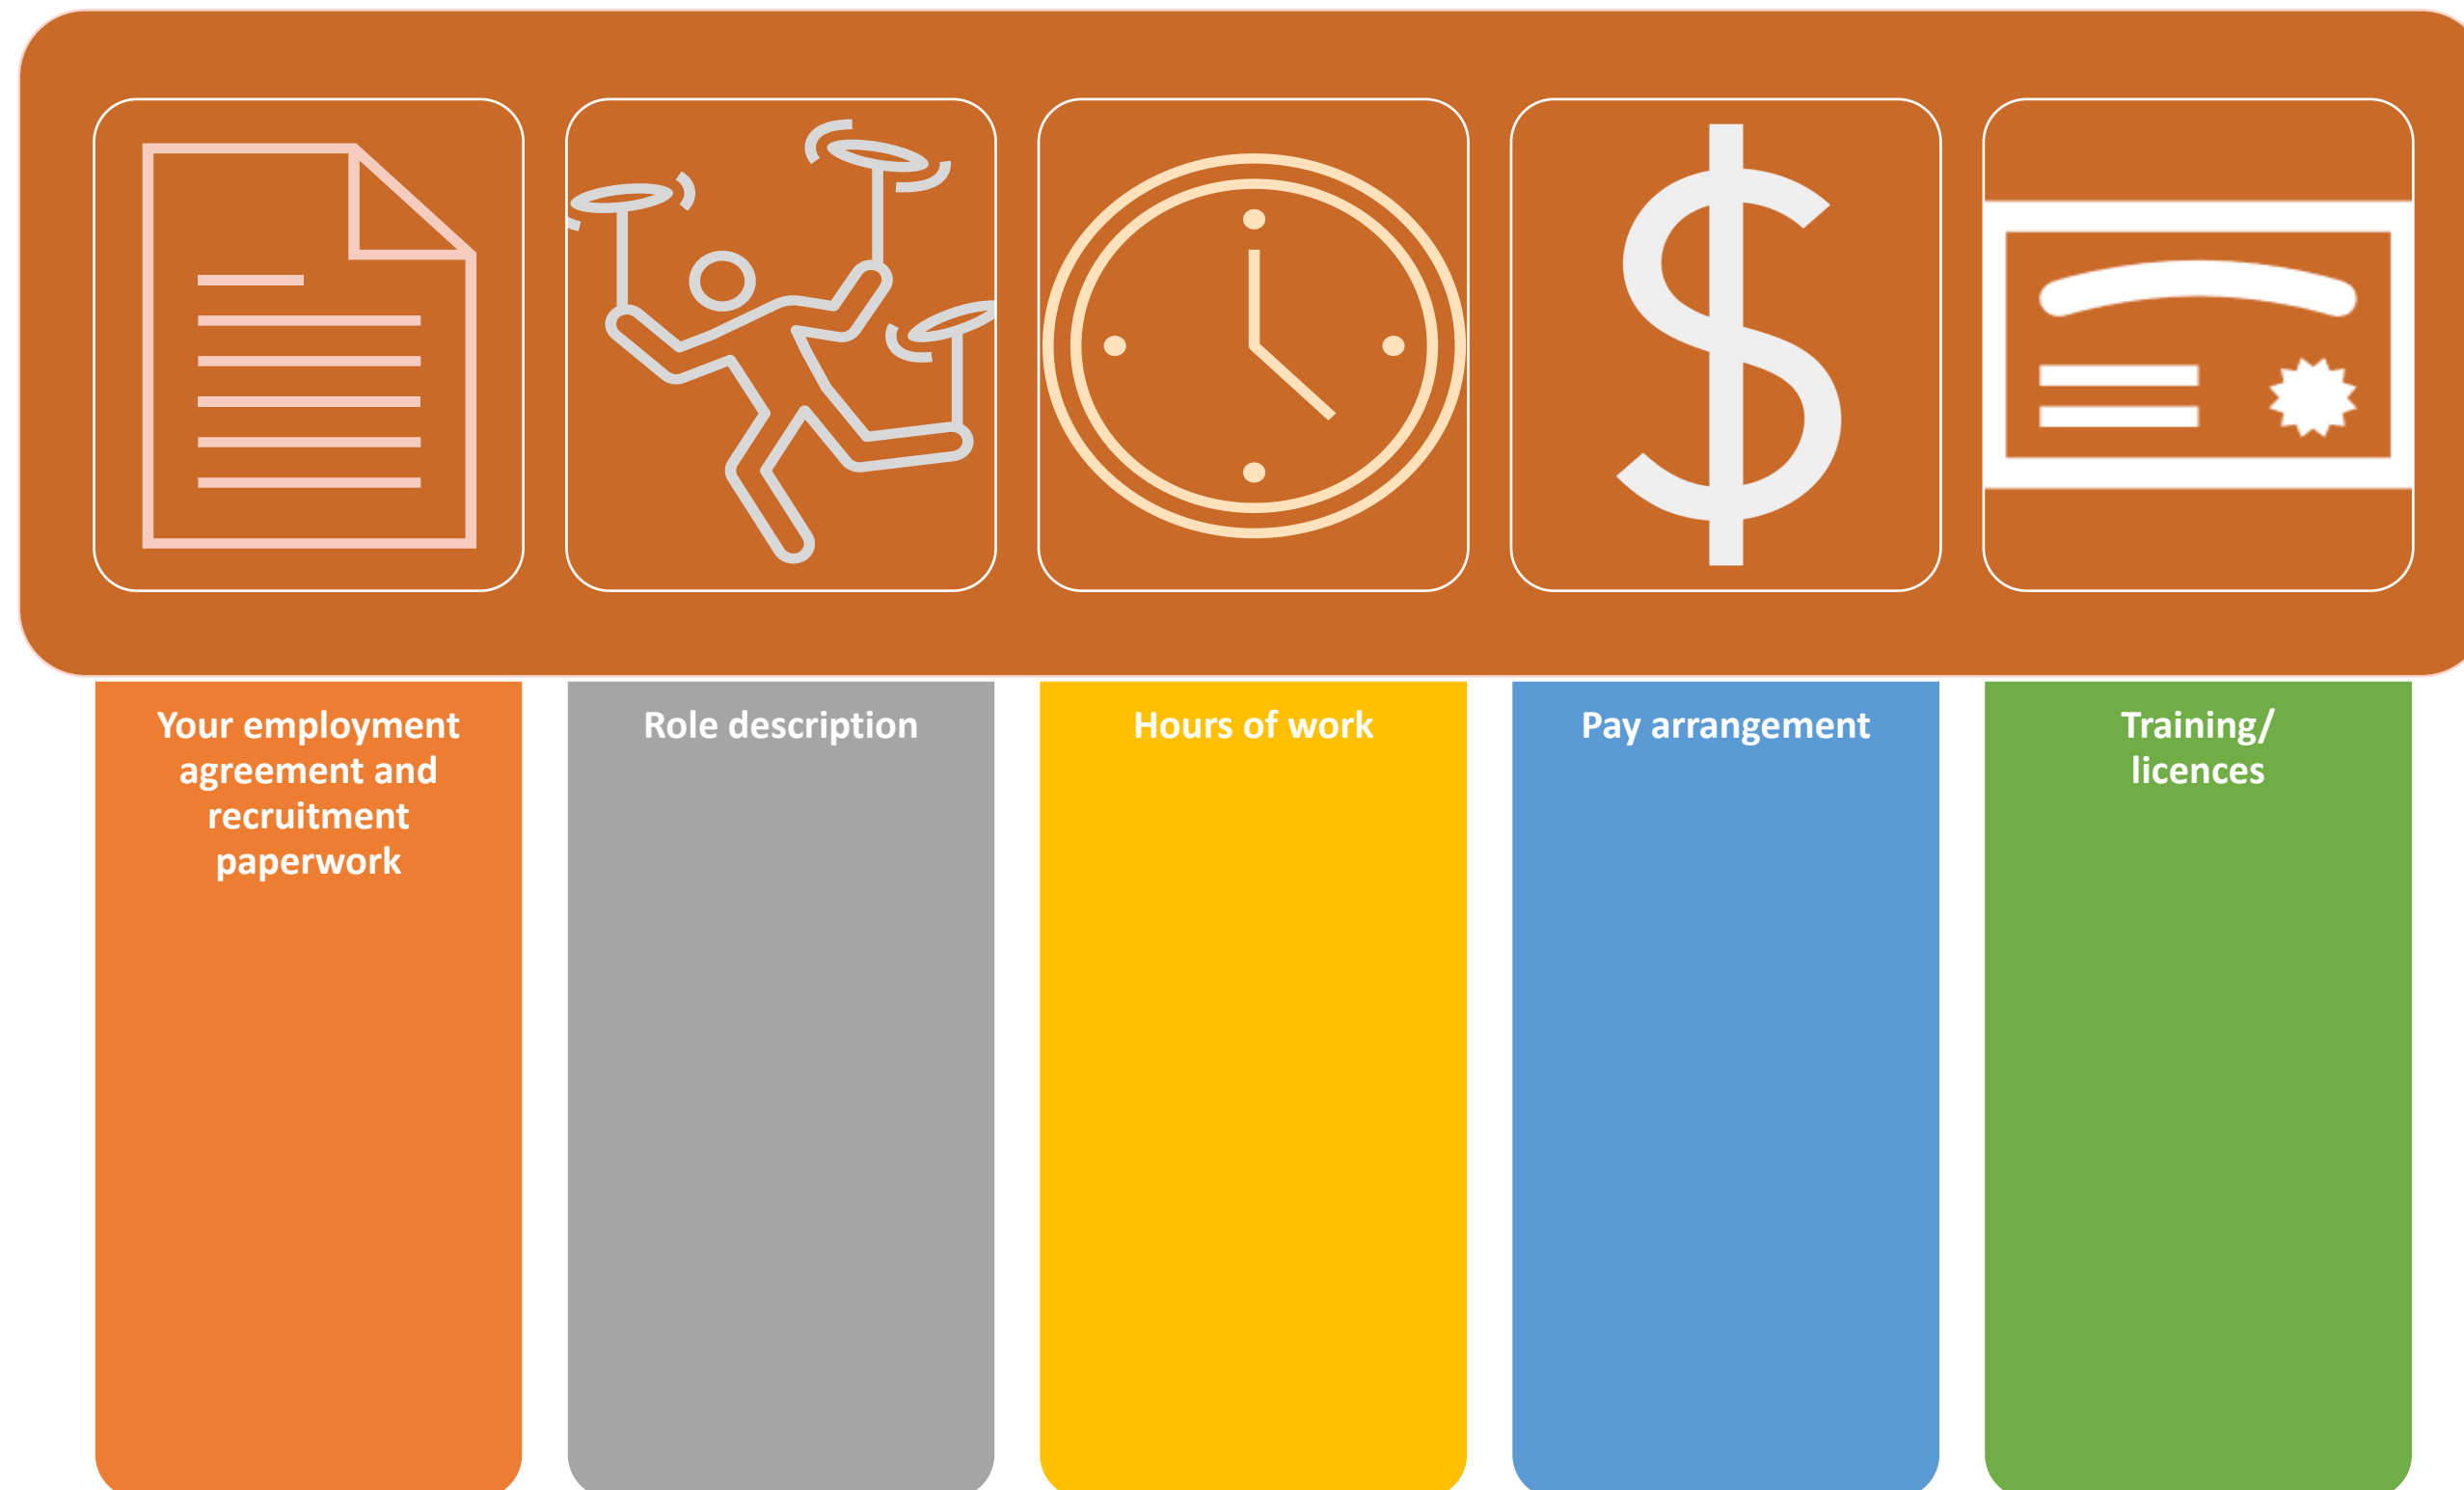 Your employment
agreement and
recruitment
paperwork
Role description
Hours of work
Pay arrangement
Training/
licences